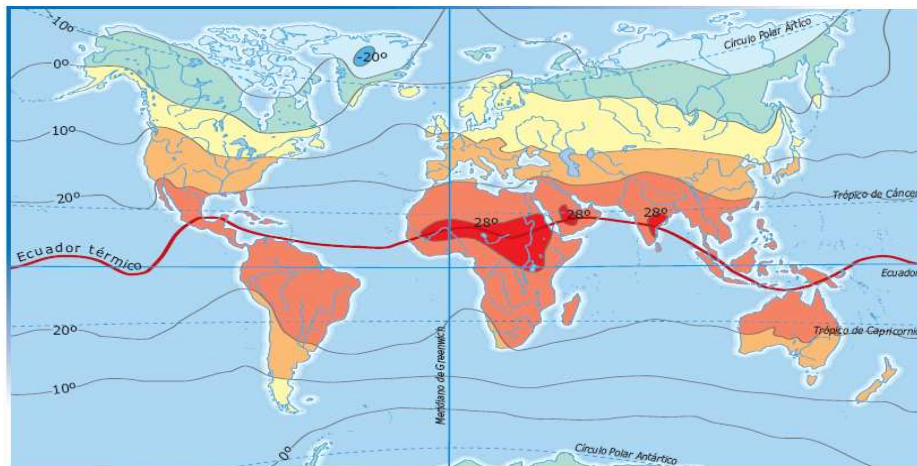 -10º
0º
-20º
Círculo Polar Ártico
10º
20º
Trópico de Cáncer
28º
28º
28º
Ecuador térmico
Ecuador
20º
Trópico de Capricornio
Meridiano de Greenwich
10º
0º
Círculo Polar Antártico